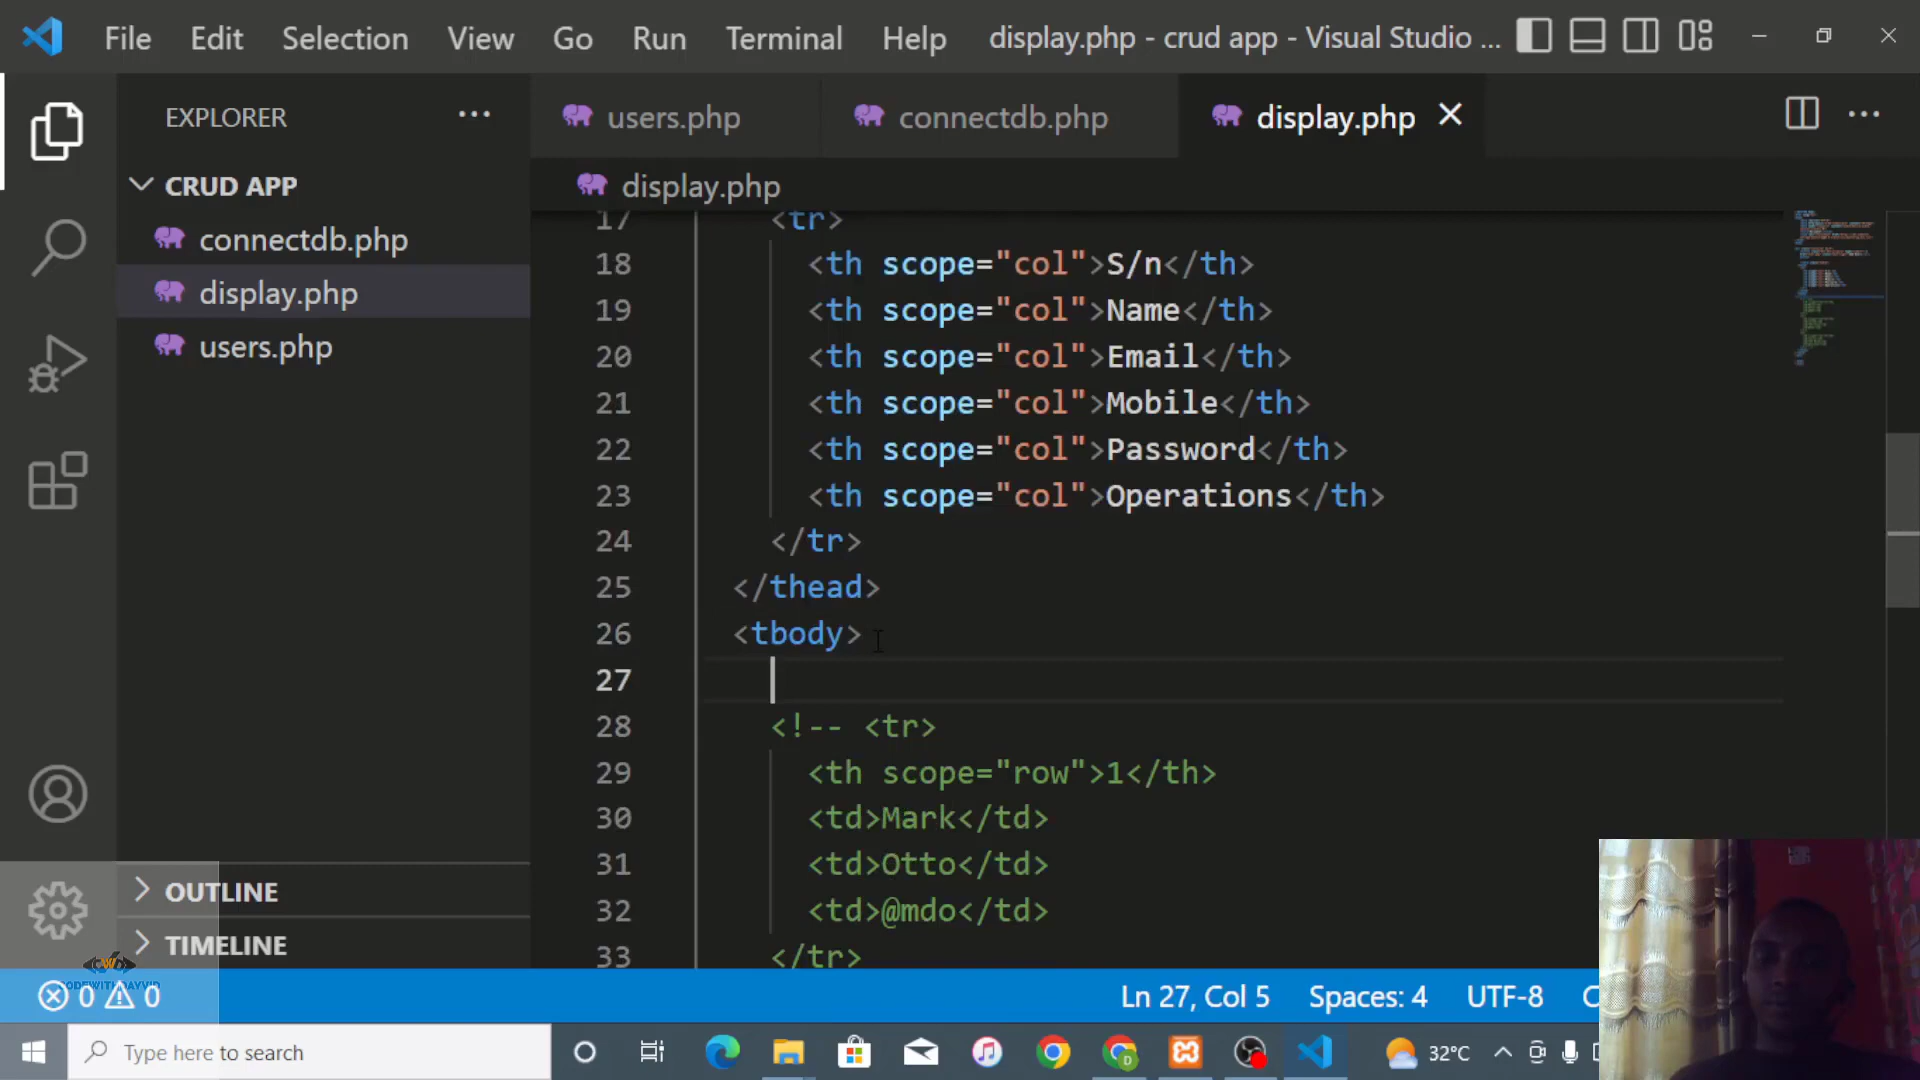 File Edit Selection View Go Run Terminal Help display.php - crud app - Visual Studio ...
EXPLORER
CRUD APP
connectdb.php
display.php
users.php
OUTLINE
TIMELINE
users.php connectdb.php display.php
display.php
17 <tr>
18 <th scope="col">S/n</th>
19 <th scope="col">Name</th>
20 <th scope="col">Email</th>
21 <th scope="col">Mobile</th>
22 <th scope="col">Password</th>
23 <th scope="col">Operations</th>
24 </tr>
25 </thead>
26 <tbody>
27
28 <!-- <tr>
29 <th scope="row">1</th>
30 <td>Mark</td>
31 <td>Otto</td>
32 <td>@mdo</td>
33 </tr>
CODEWITHDAYVID
0 0 Ln 27, Col 5 Spaces: 4 UTF-8 C
Type here to search 32°C